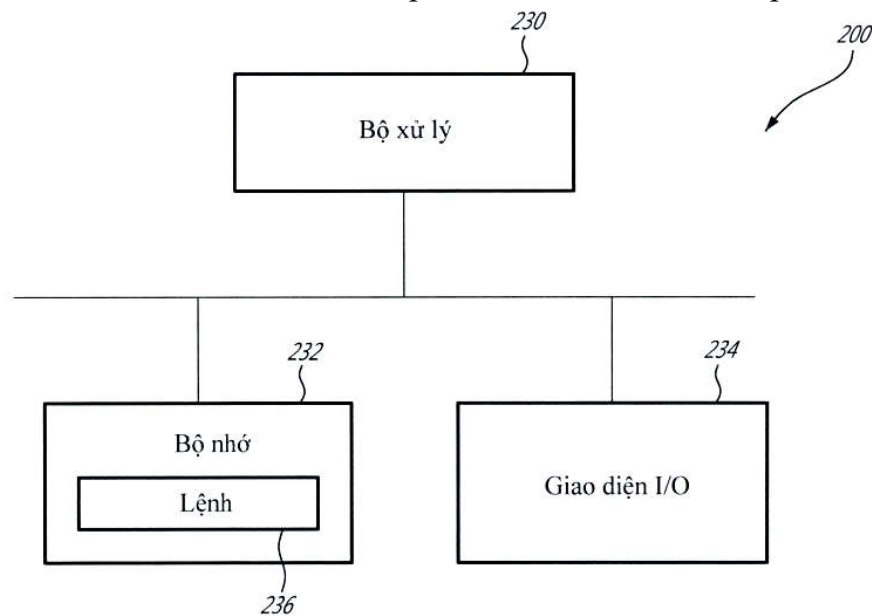 230
200
Bộ xử lý
232
234
Bộ nhớ
Lệnh
Giao diện I/O
236